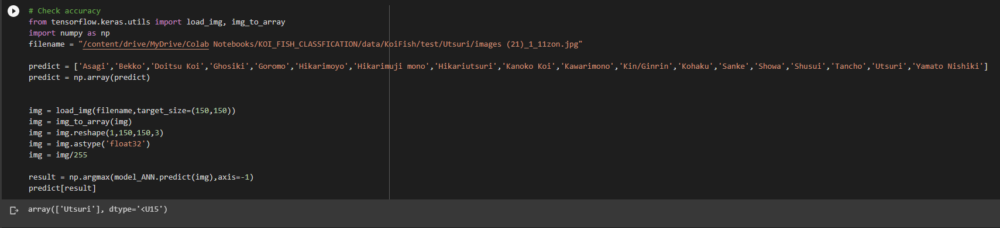 # Check accuracy
from tensorflow.keras.utils import load_img, img_to_array
import numpy as np
filename = "/content/drive/MyDrive/Colab Notebooks/KOI_FISH_CLASSFICATION/data/KoiFish/test/Utsuri/images (21)_1_11zon.jpg"
predict = ['Asagi','Bekko','Doitsu Koi','Ghosiki','Goromo','Hikarimoyo','Hikarimuji mono','Hikariutsuri','Kanoko Koi','Kawarimono','Kin/Ginrin','Kohaku','Sanke','Showa','Shusui','Tancho','Utsuri','Yamato Nishiki']
predict = np.array(predict)
img = load_img(filename,target_size=(150,150))
img = img_to_array(img)
img = img.reshape(1,150,150,3)
img = img.astype('float32')
img = img/255
result = np.argmax(model_ANN.predict(img),axis=-1)
predict[result]
array(['Utsuri'], dtype='<U15')